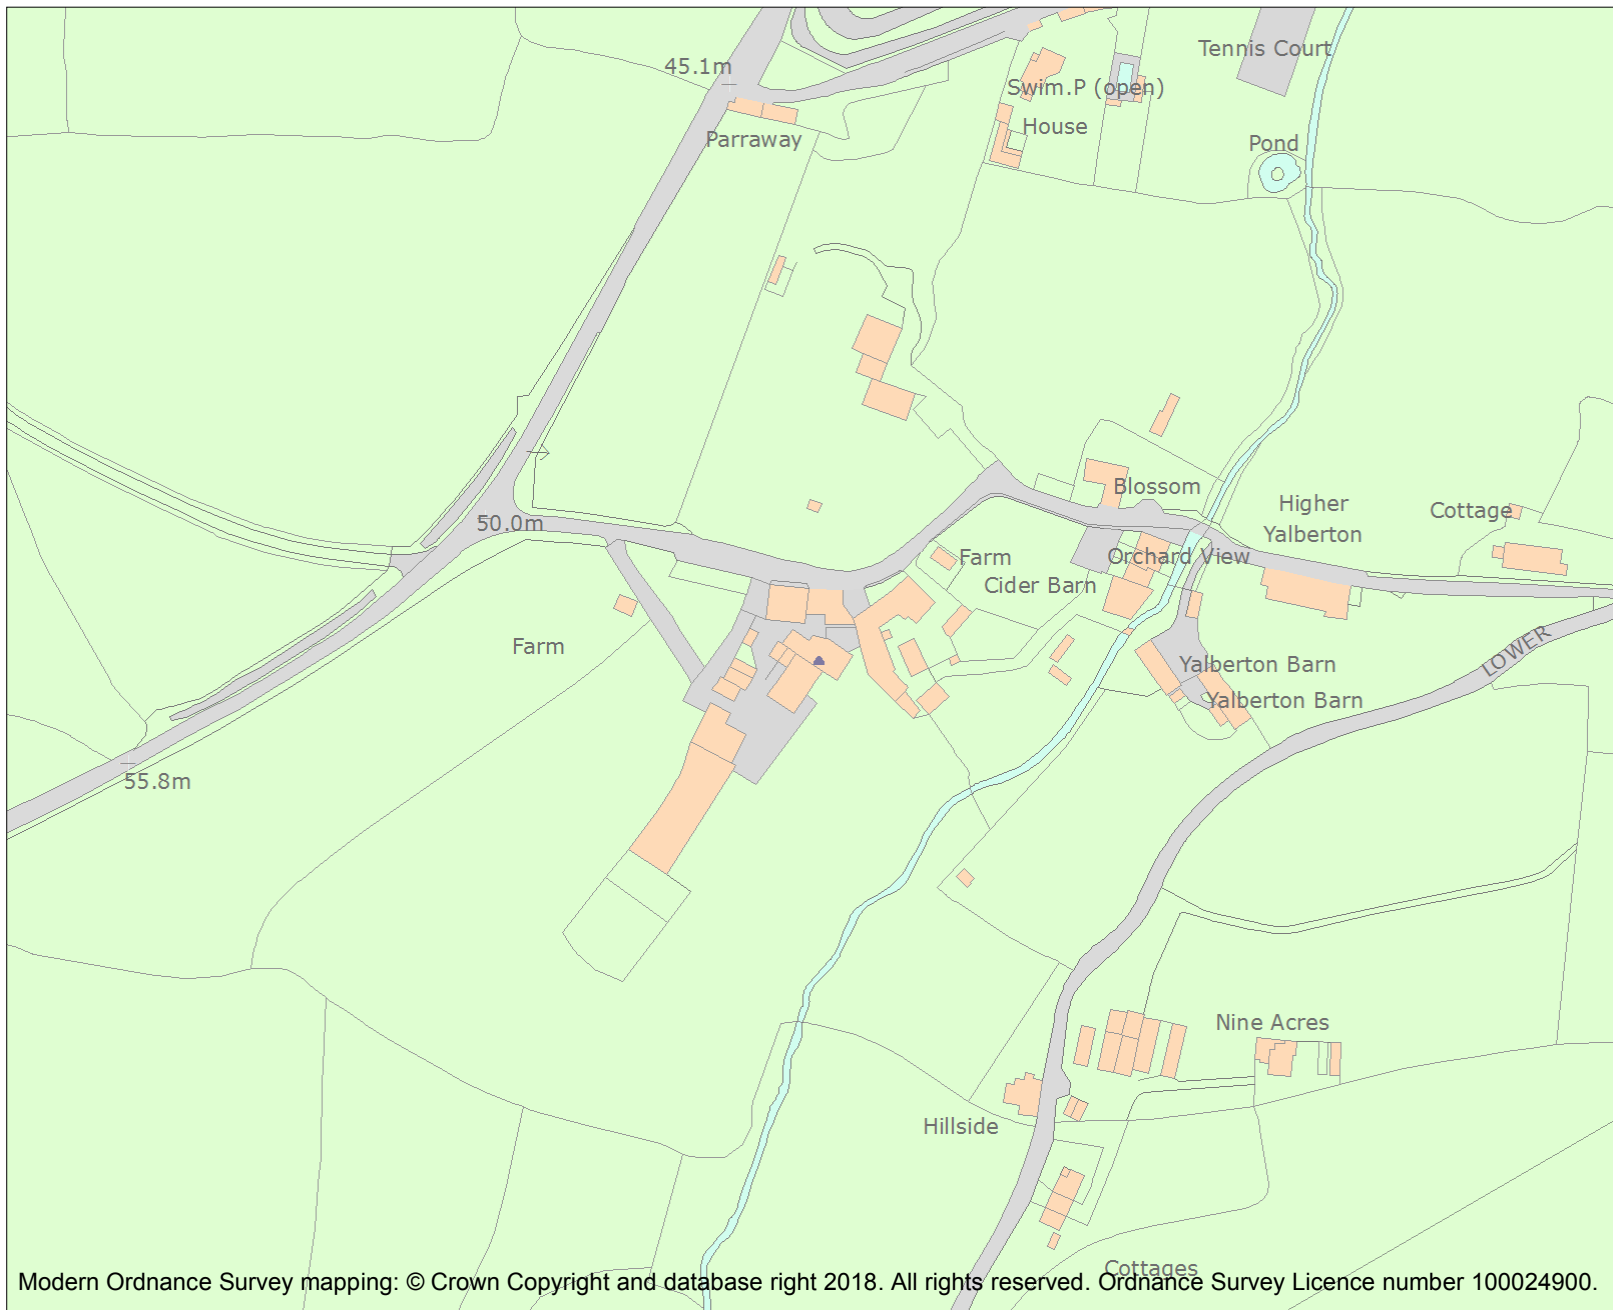 Tennis Court
45.1m
Swim.P (open)
House
Parraway
Pond
Blossom
Higher
Yalberton
Cottage
50.0m
Farm
Orchard View
Cider Barn
Farm
LOWER
Yalberton Barn
Yalberton Barn
55.8m
Nine Acres
Hillside
Cottages
Modern Ordnance Survey mapping: © Crown Copyright and database right 2018. All rights reserved. Ordnance Survey Licence number 100024900.